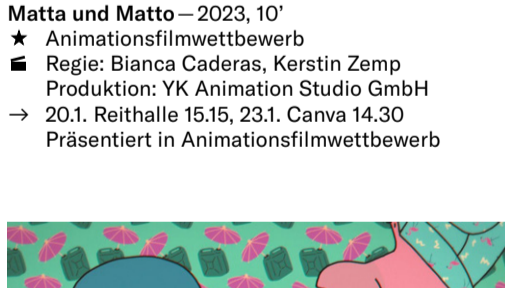 Matta und Matto — 2023, 10’
★ Animationsfilmwettbewerb
Regie: Bianca Caderas, Kerstin Zemp
Produktion: YK Animation Studio GmbH
→ 20.1. Reithalle 15.15, 23.1. Canva 14.30
Präsentiert in Animationsfilmwettbewerb